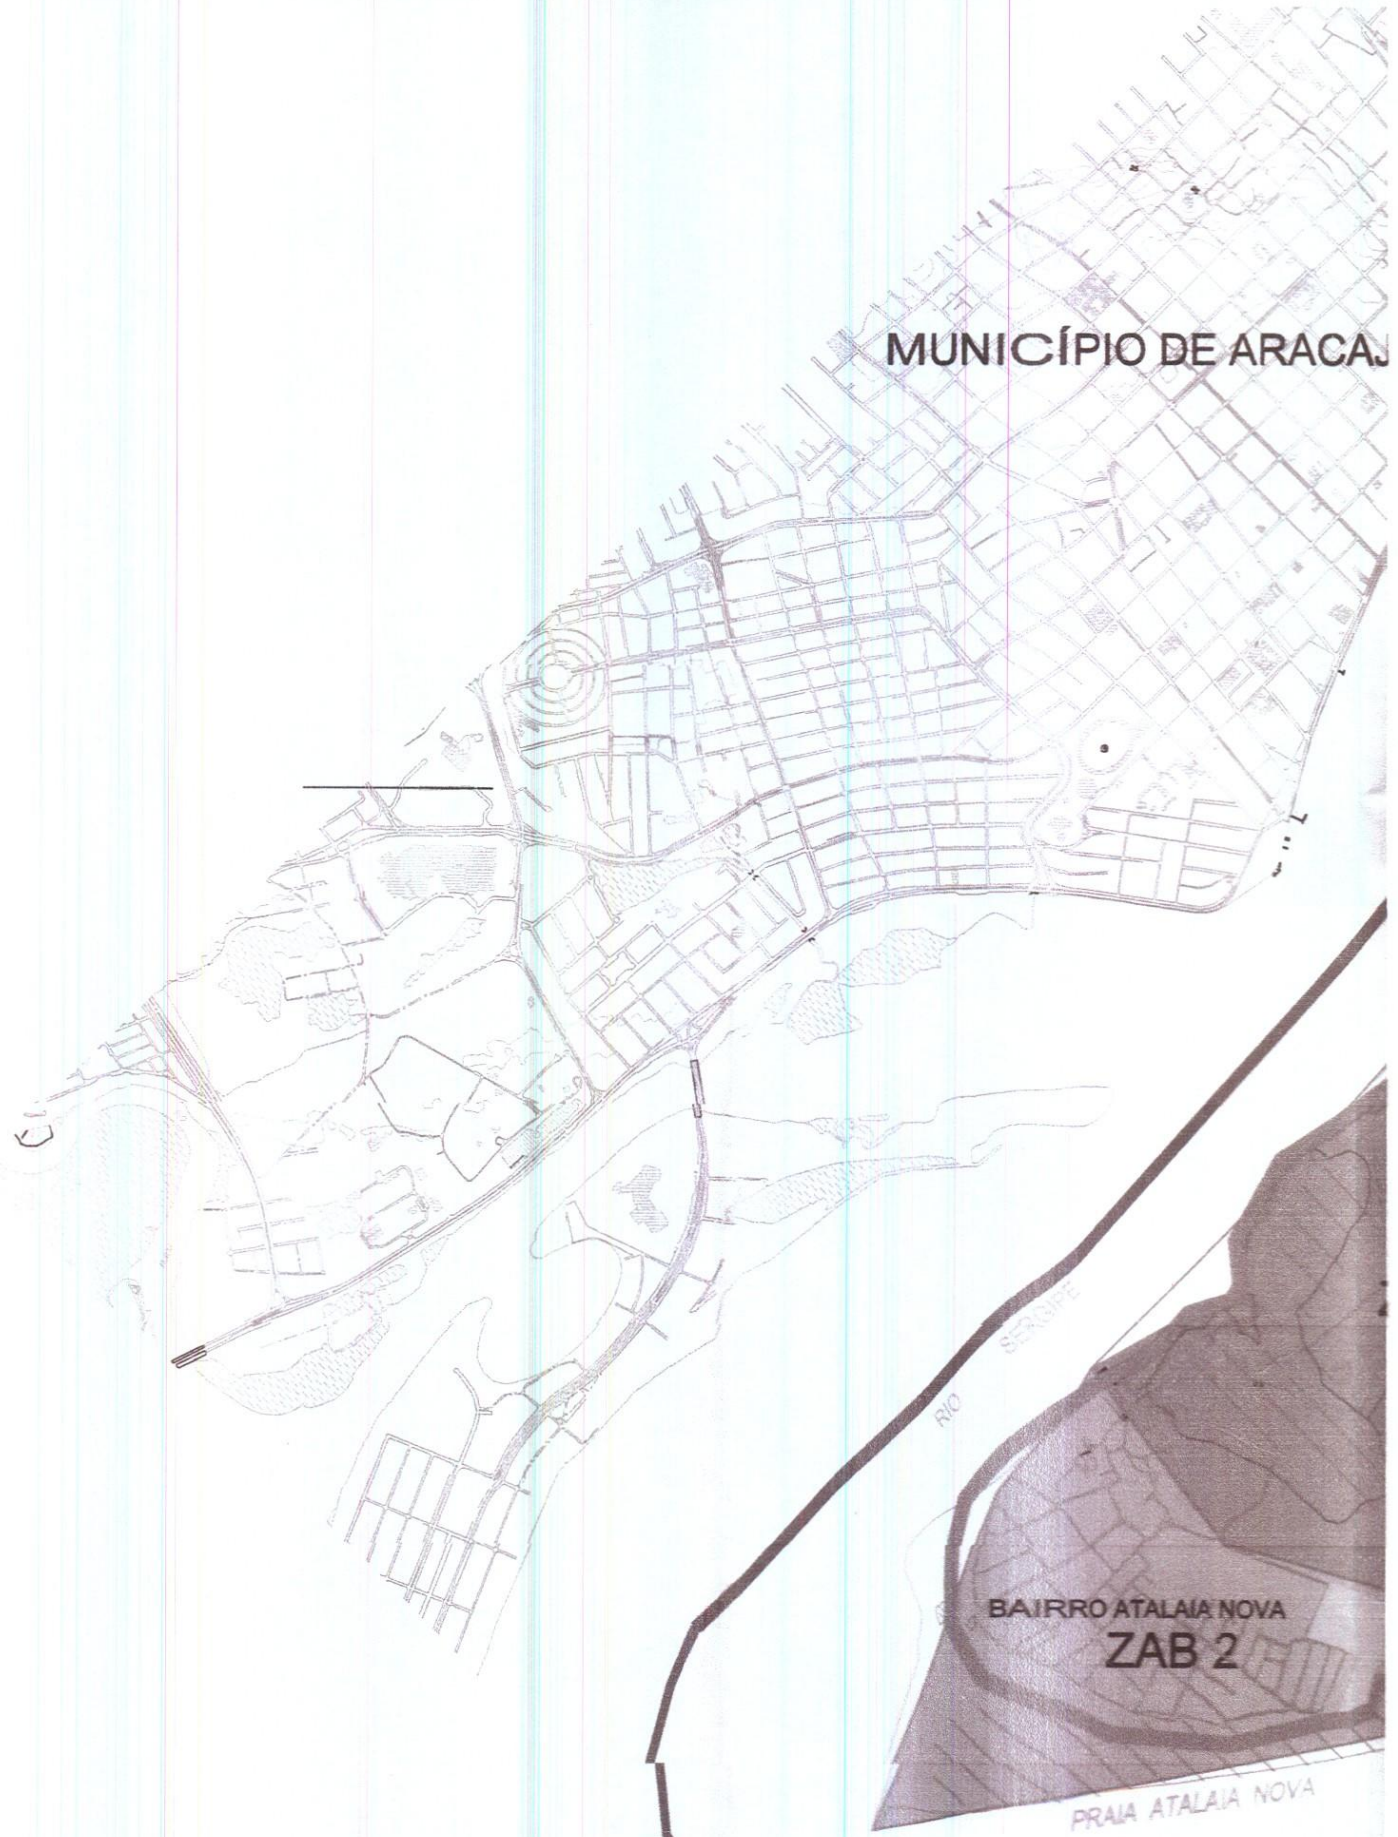 MUNICÍPIO DE ARACAJ
SERGIPE
RIO
BAIRRO ATALAIA NOVA
ZAB 2
PRAIA ATALAIA NOVA